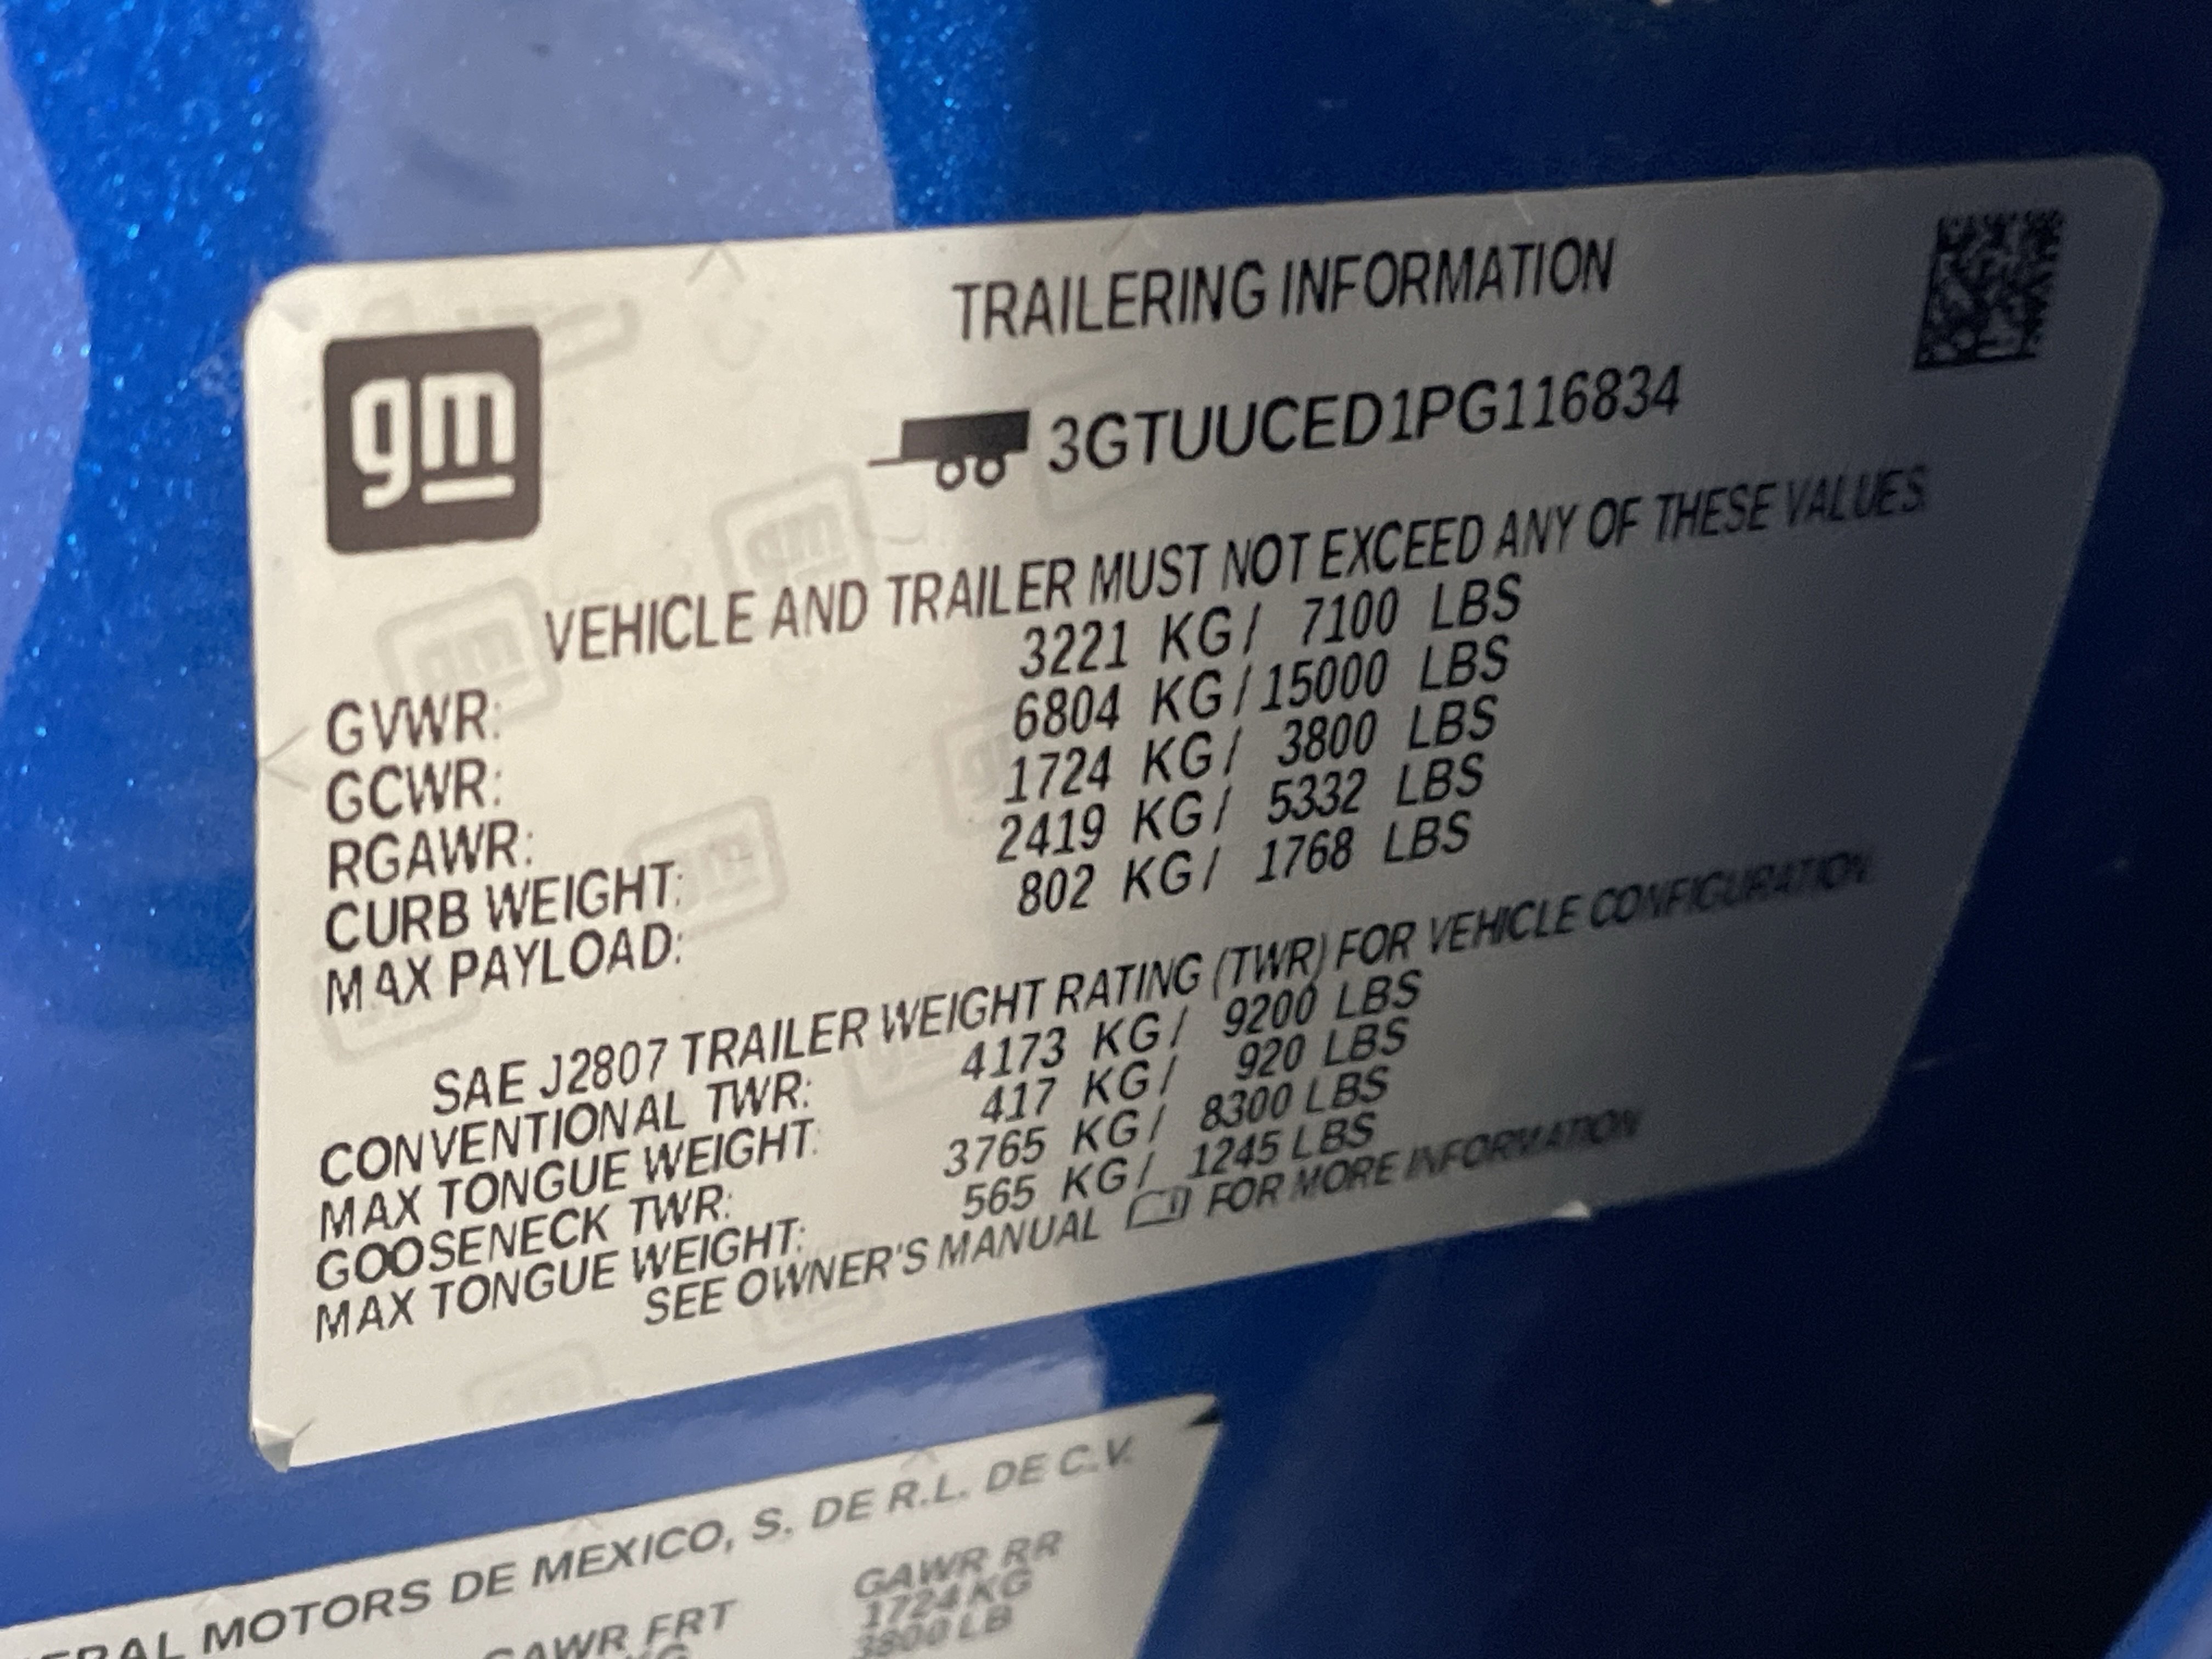 gm
TRAILERING INFORMATION
3GTUUCED1PG116834
VEHICLE AND TRAILER MUST NOT EXCEED ANY OF THESE VALUES
GVWR: 3221 KG/ 7100 LBS
GCWR: 6804 KG/15000 LBS
RGAWR: 1724 KG/ 3800 LBS
CURB WEIGHT: 2419 KG/ 5332 LBS
MAX PAYLOAD: 802 KG/ 1768 LBS
SAE J2807 TRAILER WEIGHT RATING (TWR) FOR VEHICLE CONFIGURATION
CONVENTIONAL TWR: 4173 KG/ 9200 LBS
MAX TONGUE WEIGHT: 417 KG/ 920 LBS
GOOSENECK TWR: 3765 KG/ 8300 LBS
MAX TONGUE WEIGHT: 565 KG/ 1245 LBS
SEE OWNER'S MANUAL FOR MORE INFORMATION
MOTORS DE MEXICO, S. DE R.L. DE C.V.
GAWR FRT GAWR RR
1724 KG
3800 LB